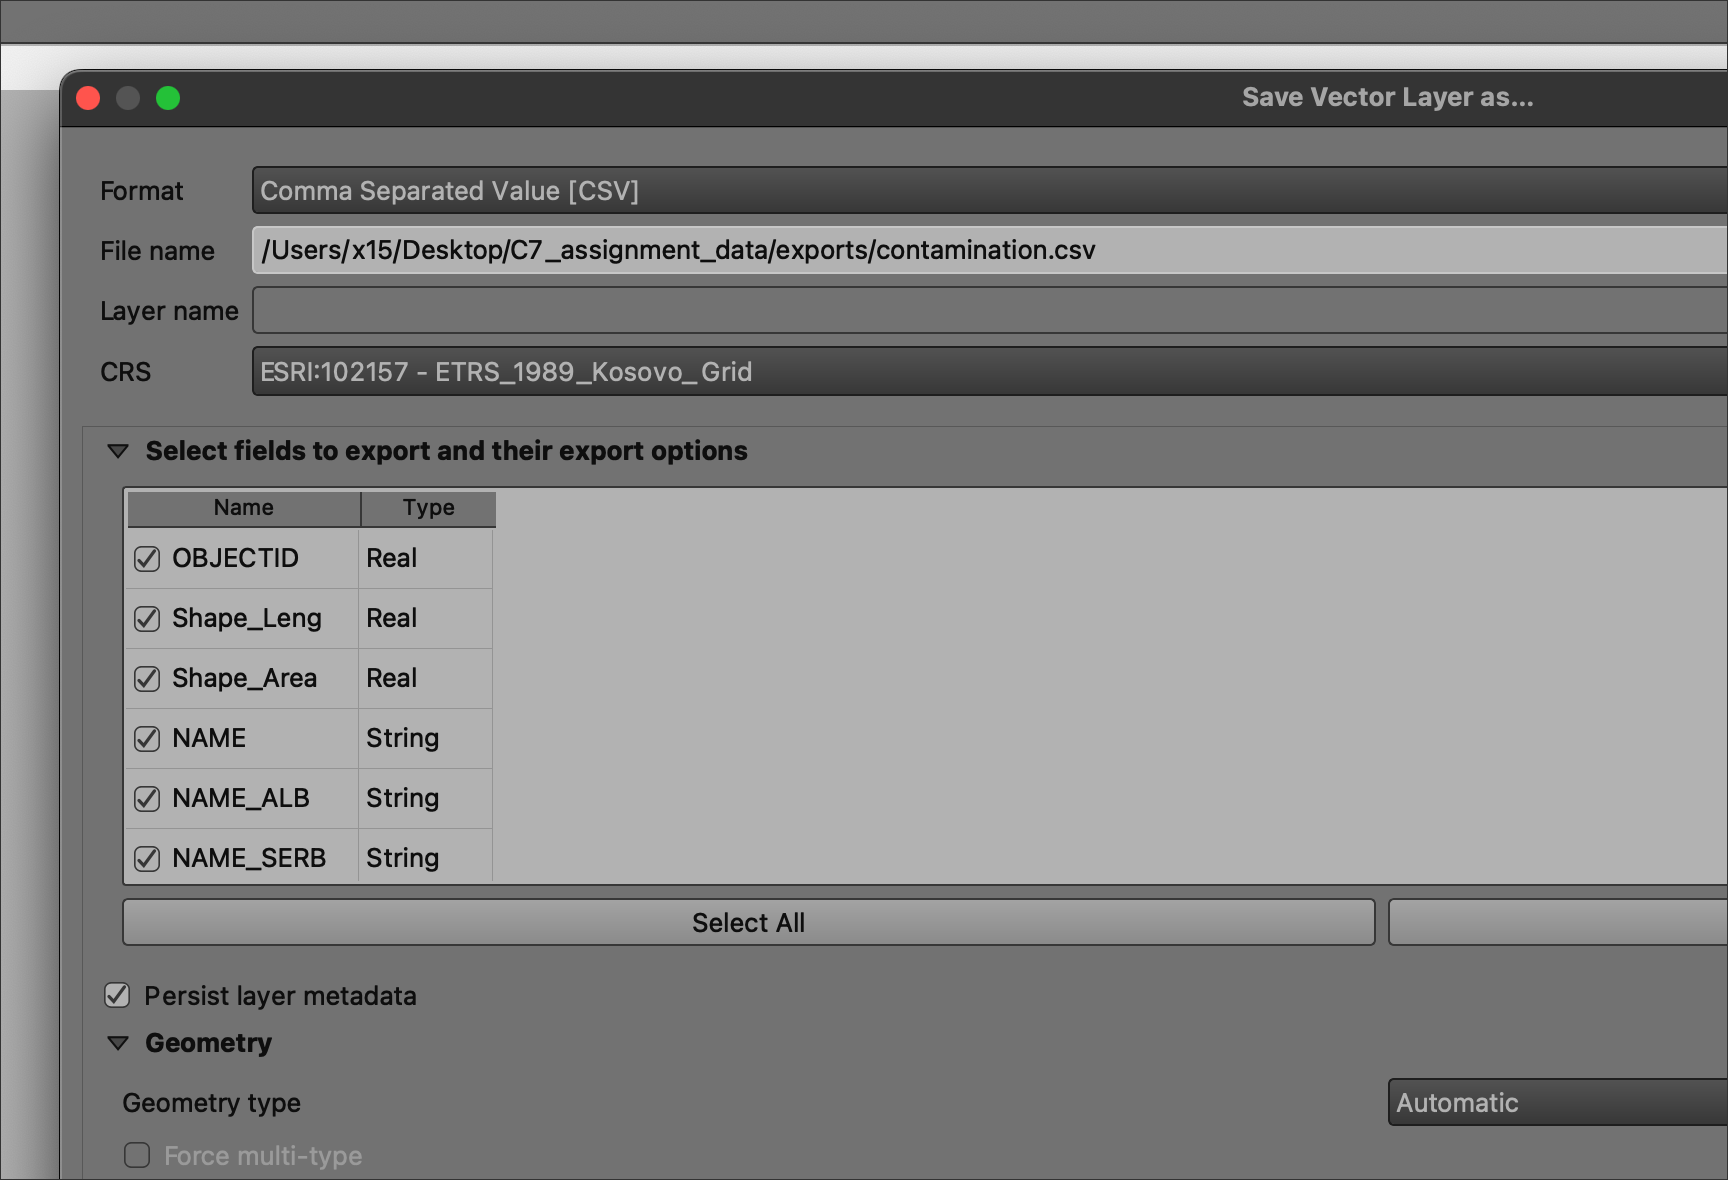 Save Vector Layer as...
Format
Comma Separated Value [CSV]
File name
/Users/x15/Desktop/C7_assignment_data/exports/contamination.csv
Layer name
CRS
ESRI:102157 - ETRS_1989_Kosovo_Grid
Select fields to export and their export options
Name Type
OBJECTID Real
Shape_Leng Real
Shape_Area Real
NAME String
NAME_ALB String
NAME_SERB String
Select All
Persist layer metadata
Geometry
Geometry type
Automatic
Force multi-type